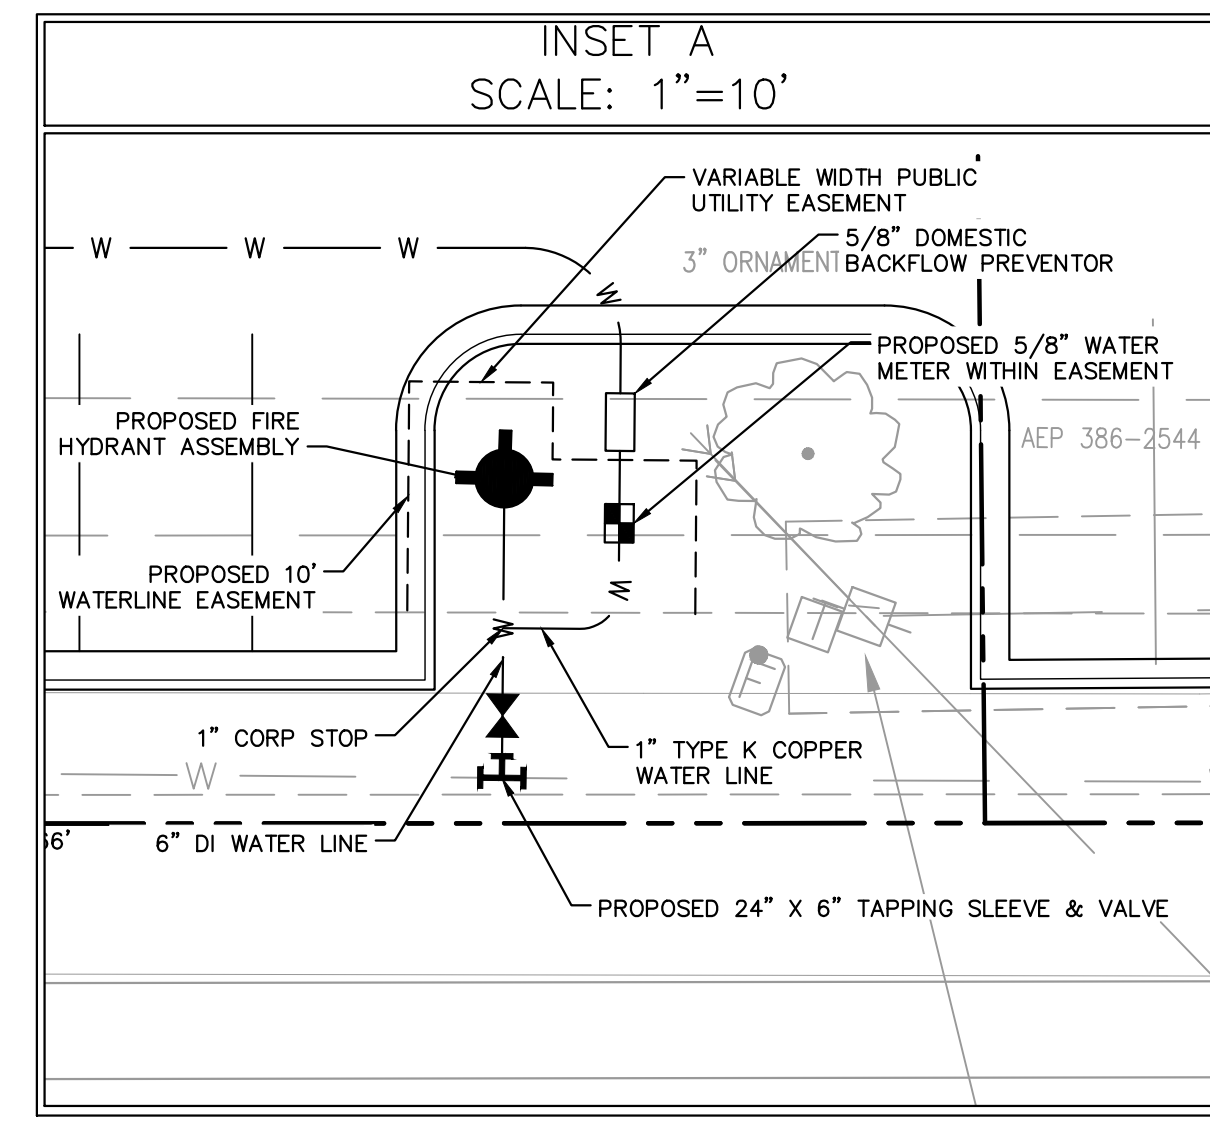 INSET A
SCALE: 1"=10'
VARIABLE WIDTH PUBLIC
UTILITY EASEMENT
5/8" DOMESTIC
BACKFLOW PREVENTOR
3" ORNAMENT
W W W
W
PROPOSED 5/8" WATER
METER WITHIN EASEMENT
PROPOSED FIRE
HYDRANT ASSEMBLY
AEP 386-2544
PROPOSED 10'
WATERLINE EASEMENT
W
W
T
E
1" CORP STOP
1" TYPE K COPPER
WATER LINE
W
6" DI WATER LINE
66'
PROPOSED 24" X 6" TAPPING SLEEVE & VALVE